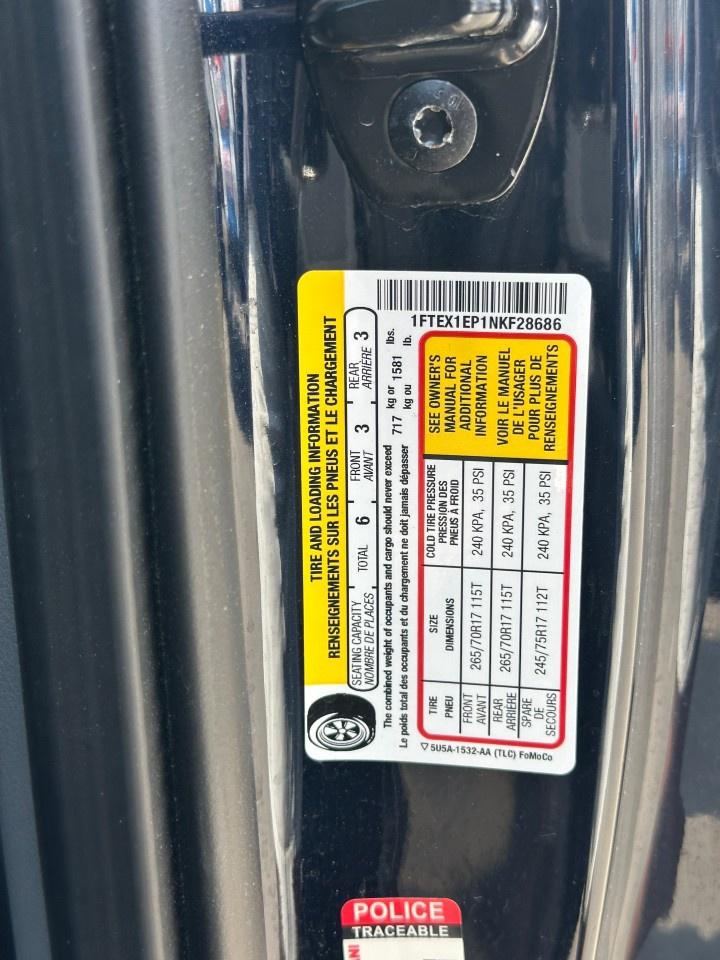 19 5
1FTEX1EP1NKF28686
TIRE AND LOADING INFORMATION
RENSEIGNEMENTS SUR LES PNEUS ET LE CHARGEMENT
SEATING CAPACITY TOTAL 6 FRONT 3 REAR 3
NOMBRE DE PLACES AVANT ARRIÈRE
The combined weight of occupants and cargo should never exceed 717 kg or 1581 lbs.
Le poids total des occupants et du chargement ne doit jamais dépasser kg ou lb.
TIRE SIZE COLD TIRE PRESSURE
PNEU DIMENSIONS PRESSION DES
PNEUS À FROID
FRONT 265/70R17 115T 240 KPA, 35 PSI
AVANT
REAR 265/70R17 115T 240 KPA, 35 PSI
ARRIÈRE
SPARE 245/75R17 112T 240 KPA, 35 PSI
DE
SECOURS
SEE OWNER'S
MANUAL FOR
ADDITIONAL
INFORMATION
VOIR LE MANUEL
DE L'USAGER
POUR PLUS DE
RENSEIGNEMENTS
5U5A-1532-AA (TLC) FoMoCo
POLICE
TRACEABLE